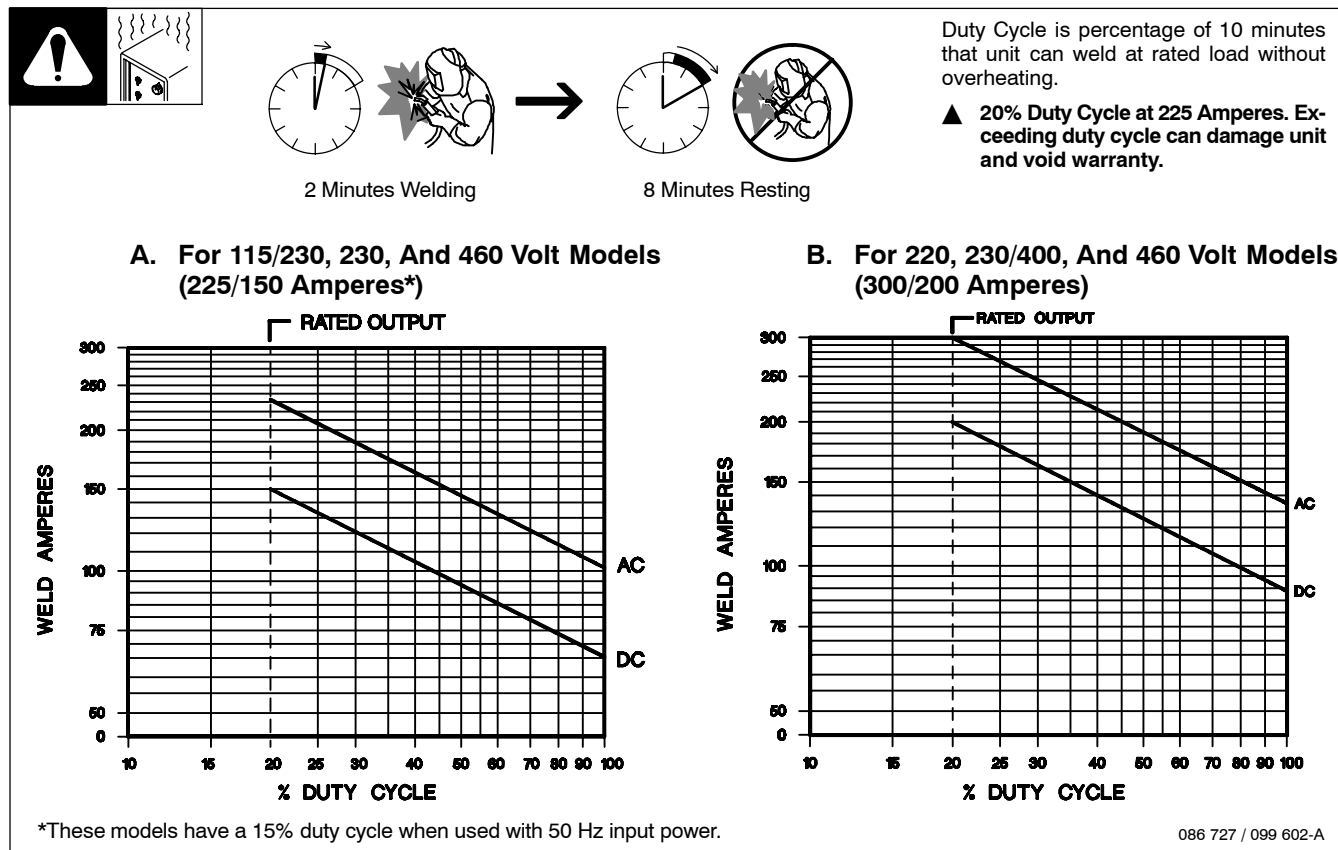 Duty Cycle is percentage of 10 minutes
that unit can weld at rated load without
overheating.
▲ 20% Duty Cycle at 225 Amperes. Ex-
ceeding duty cycle can damage unit
and void warranty.
2 Minutes Welding
8 Minutes Resting
A. For 115/230, 230, And 460 Volt Models
(225/150 Amperes*)
RATED OUTPUT
300
250
200
150
100
75
50
0
WELD AMPERES
AC
DC
10 15 20 25 30 40 50 60 70 80 90 100
% DUTY CYCLE
B. For 220, 230/400, And 460 Volt Models
(300/200 Amperes)
RATED OUTPUT
300
250
200
150
100
75
50
0
WELD AMPERES
AC
DC
10 15 20 25 30 40 50 60 70 80 90 100
% DUTY CYCLE
*These models have a 15% duty cycle when used with 50 Hz input power.
086 727 / 099 602-A